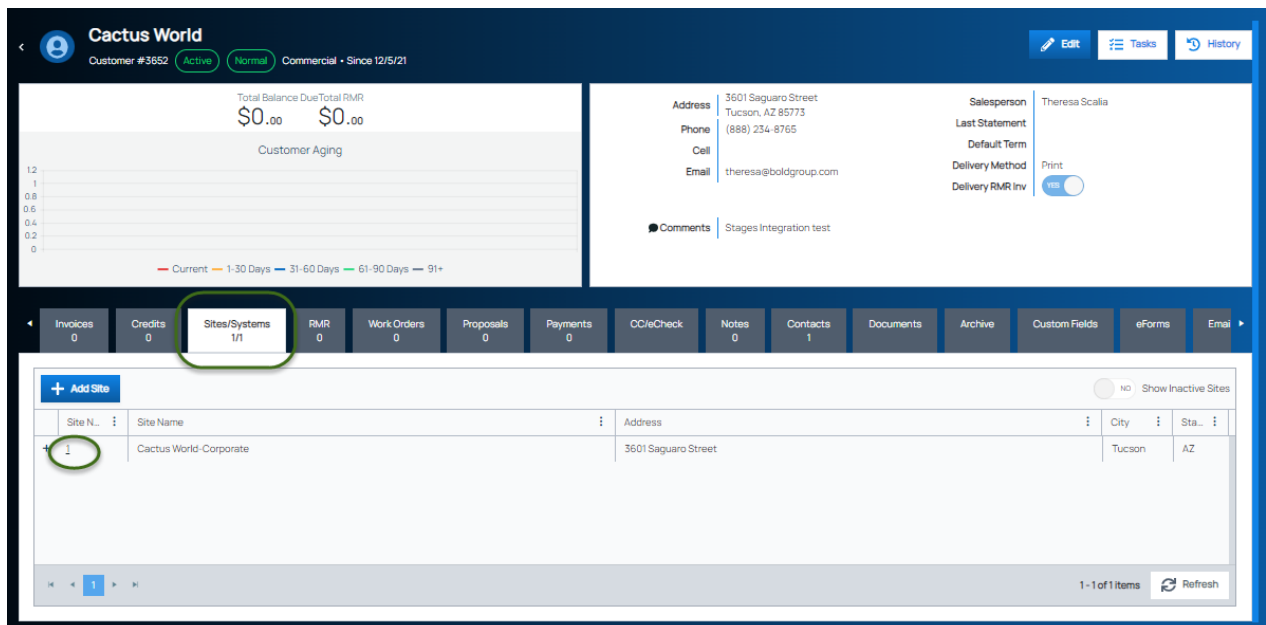 Cactus World
Customer #3652 Active Normal Commercial • Since 12/5/21
Edit Tasks History
Total Balance Due Total RMR
$0.00 $0.00
Customer Aging
1.2
1
0.8
0.6
0.4
0.2
0
Current 1-30 Days 31-60 Days 61-90 Days 91+
Address 3601 Saguaro Street
Tucson, AZ 85773
Phone (888) 234-8765
Cell
Email theresa@boldgroup.com
Comments Stages Integration test
Salesperson Theresa Scalia
Last Statement
Default Term
Delivery Method Print
Delivery RMR Inv YES
Invoices Credits Sites/Systems RMR Work Orders Proposals Payments CC/eCheck Notes Contacts Documents Archive Custom Fields eForms Emai
0 0 1/1 0 0 0 0 0 1
+ Add Site NO Show Inactive Sites
Site N... Site Name Address City Sta...
+ 1 Cactus World-Corporate 3601 Saguaro Street Tucson AZ
1 1 - 1 of 1 items Refresh